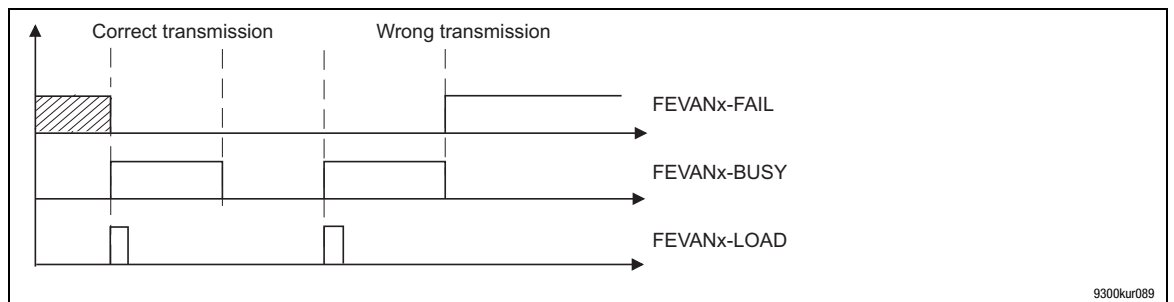 Correct transmission
Wrong transmission
FEVANx-FAIL
FEVANx-BUSY
FEVANx-LOAD
9300kur089